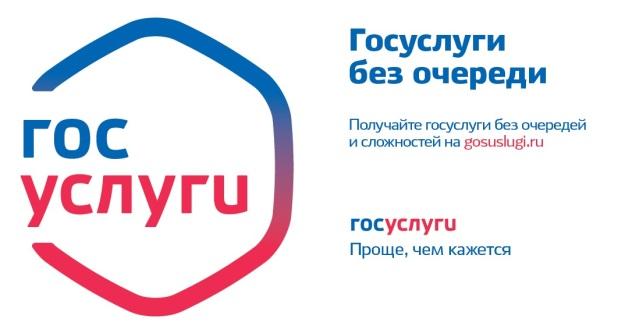 гос
услуги
Госуслуги
без очереди
Получайте госуслуги без очередей
и сложностей на gosuslugi.ru
госуслуги
Проще, чем кажется